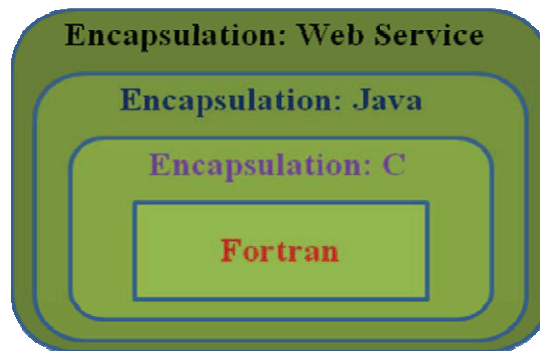 Encapsulation: Web Service
Encapsulation: Java
Encapsulation: C
Fortran